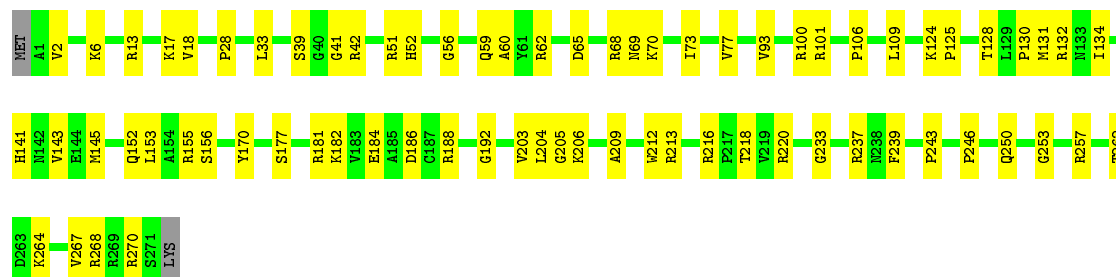 MET A1 V2 K6 R13 K17 V18 P28 L33 S39 G40 G41 R42 R51 H52 G56 Q59 A60 Y61 R62 D65 R68 N69 K70 I73 V77 V93 R100 R101 P106 L109 K124 P125 T128 L129 P130 M131 R132 N133 I134
H141 N142 V143 E144 M145 Q152 L153 A154 R155 S156 Y170 S177 R181 K182 V183 E184 A185 D186 C187 R188 G192 V203 L204 G205 K206 A209 W212 R213 R216 P217 T218 V219 R220 G233 R237 N238 F239 P243 P246 Q250 G253 R257
D263 K264 V267 R268 R269 R270 S271 LYS